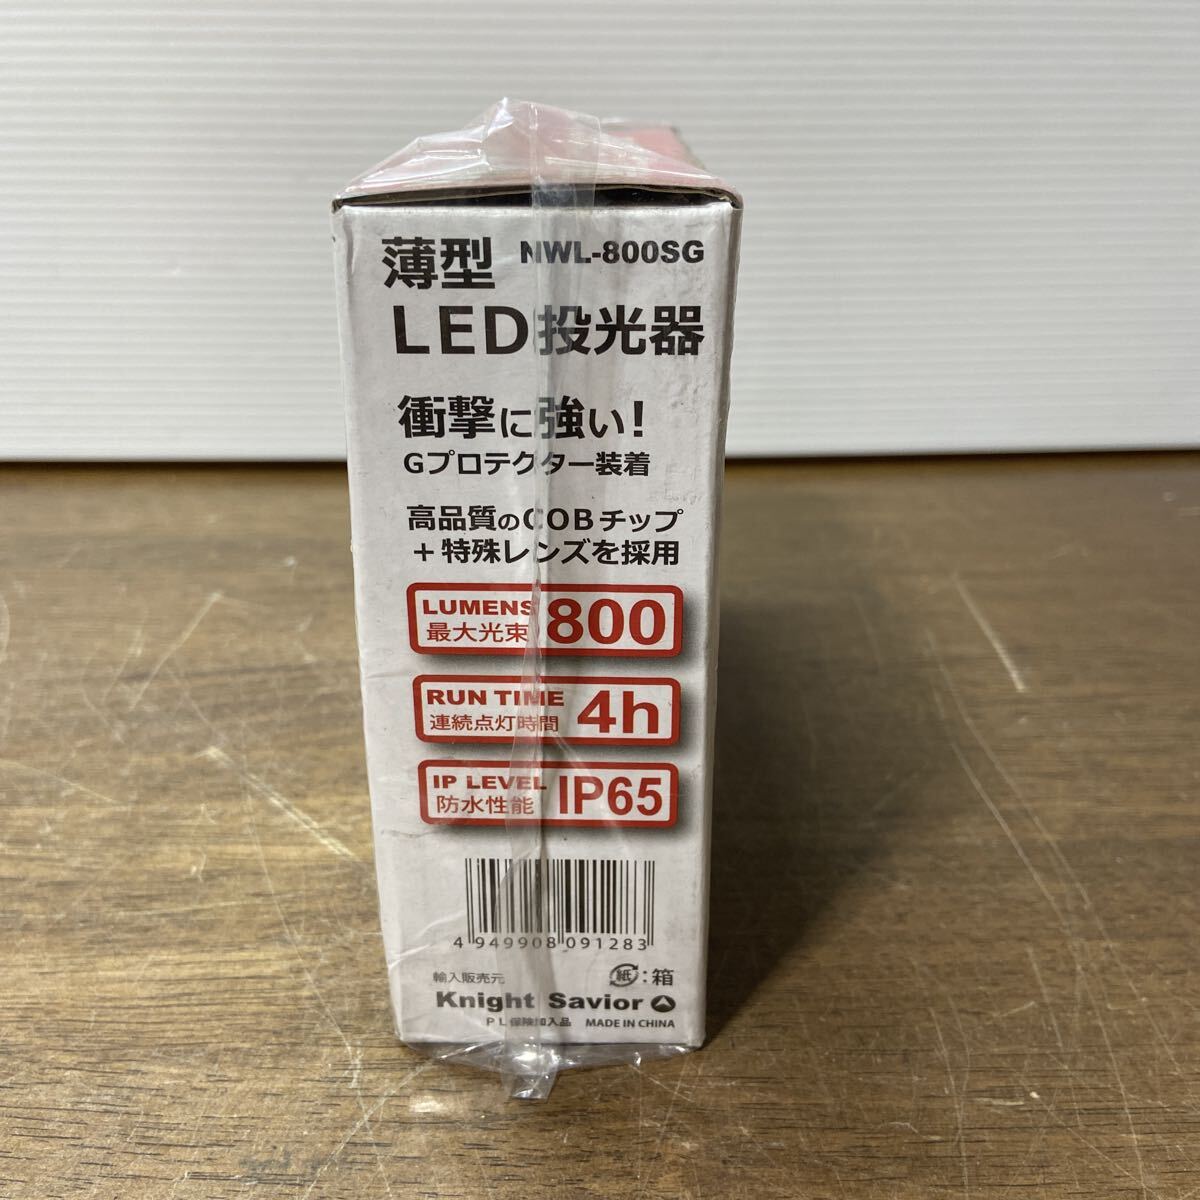 薄型 NWL-800SG
LED投光器
衝撃に強い!
Gプロテクター装着
高品質のCOBチップ
+特殊レンズを採用
LUMENS 800
最大光束
RUN TIME 4h
連続点灯時間
IP LEVEL IP65
防水性能
4 949908 091283
輸入販売元 紙:箱
Knight Savior
PL保険加入品 MADE IN CHINA